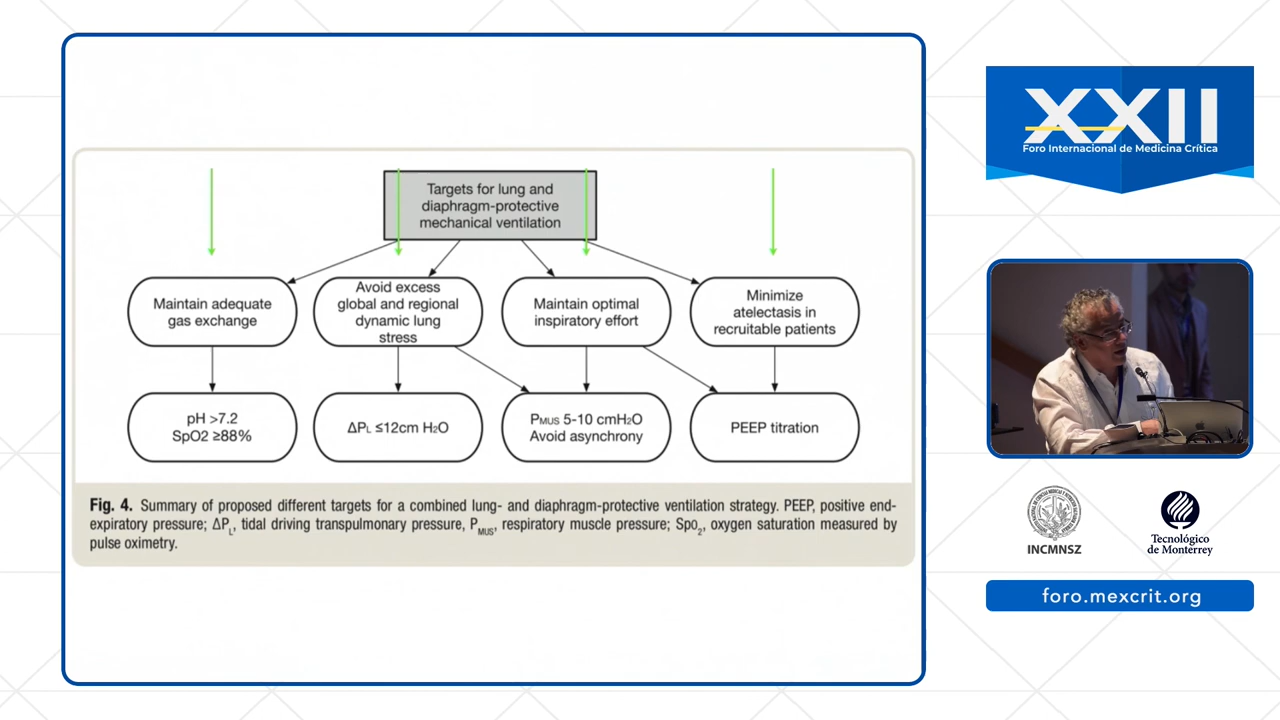 Targets for lung and
diaphragm-protective
mechanical ventilation
Maintain adequate
gas exchange
Avoid excess
global and regional
dynamic lung
stress
Maintain optimal
inspiratory effort
Minimize
atelectasis in
recruitable patients
pH >7.2
SpO2 ≥88%
ΔPL ≤12cm H2O
PMUS 5-10 cmH2O
Avoid asynchrony
PEEP titration
Fig. 4. Summary of proposed different targets for a combined lung- and diaphragm-protective ventilation strategy. PEEP, positive end-
expiratory pressure; ΔPL, tidal driving transpulmonary pressure, PMUS, respiratory muscle pressure; Sp02, oxygen saturation measured by
pulse oximetry.
XXII
Foro Internacional de Medicina Crítica
INCMNSZ
Tecnológico
de Monterrey
foro.mexcrit.org